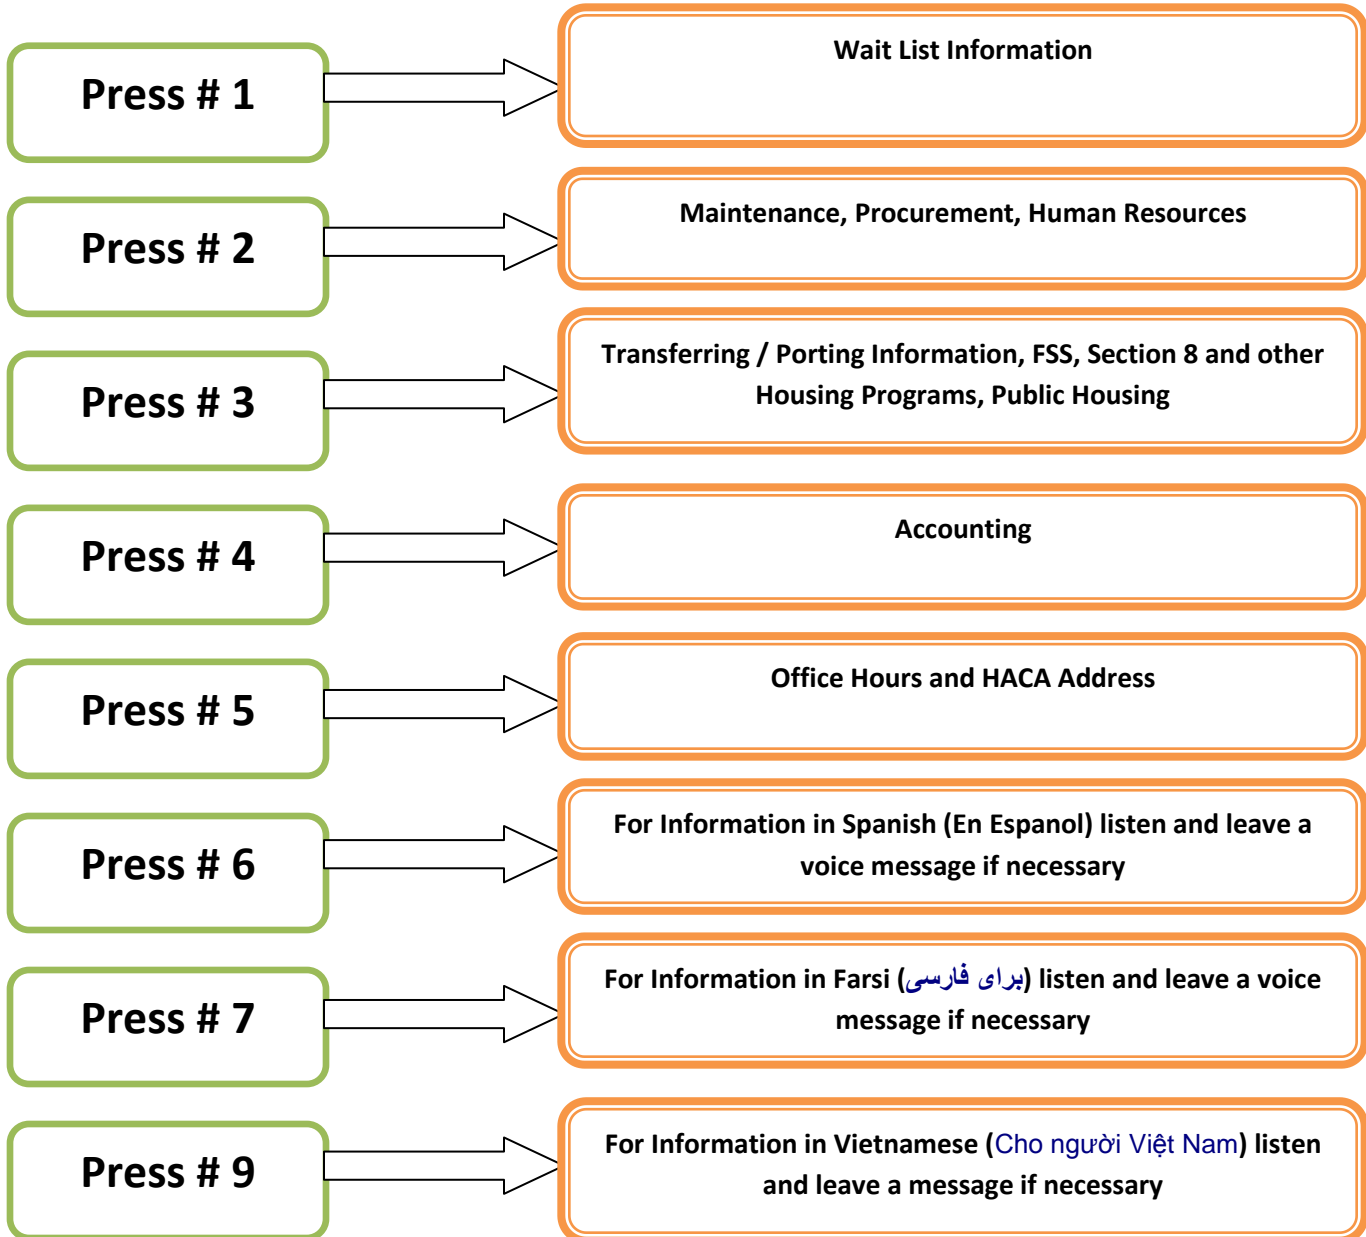 Press # 1
Wait List Information
Press # 2
Maintenance, Procurement, Human Resources
Press # 3
Transferring / Porting Information, FSS, Section 8 and other
Housing Programs, Public Housing
Press # 4
Accounting
Press # 5
Office Hours and HACA Address
Press # 6
For Information in Spanish (En Espanol) listen and leave a
voice message if necessary
Press # 7
For Information in Farsi (برای فارسی) listen and leave a voice
message if necessary
Press # 9
For Information in Vietnamese (Cho người Việt Nam) listen
and leave a message if necessary